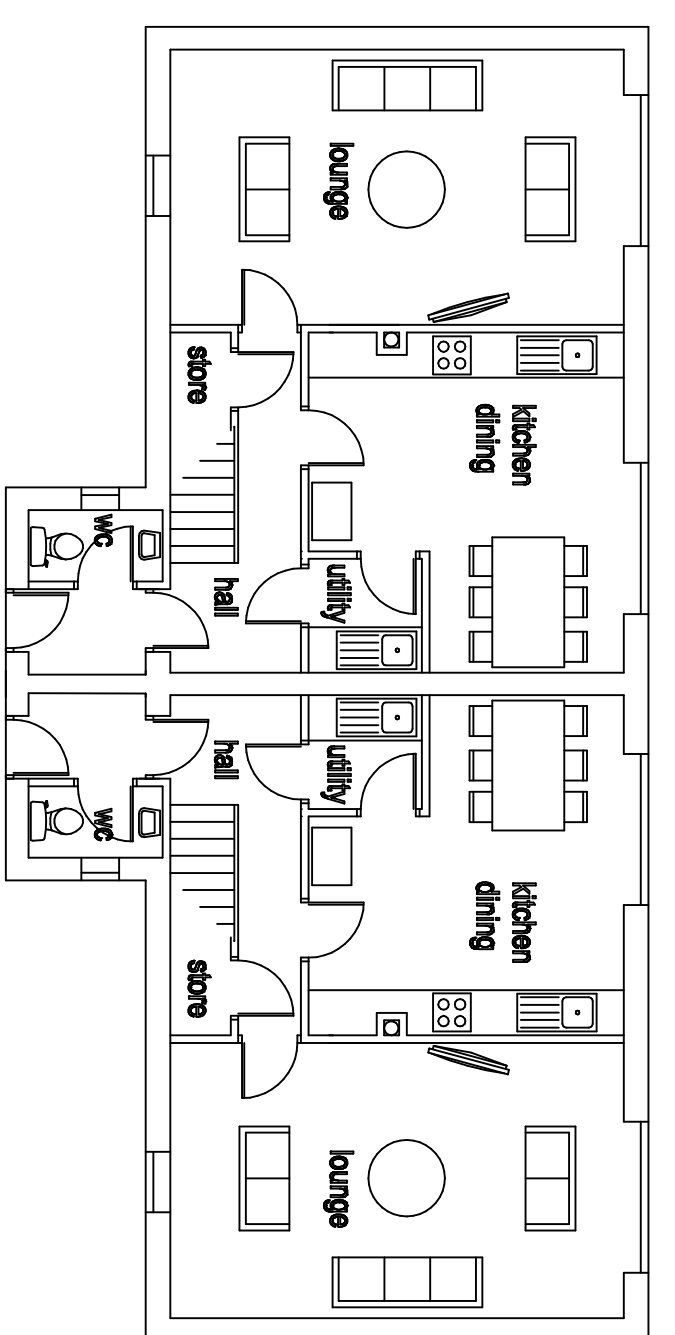 lounge
store
kitchen
dining
wc
hall
utility
hall
utility
wc
kitchen
dining
store
lounge